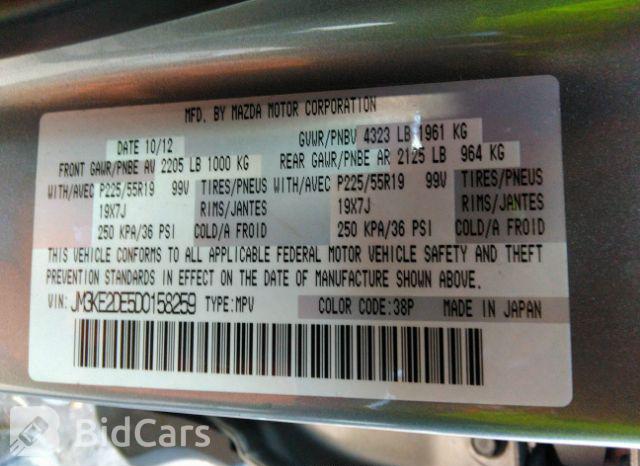 MFD. BY MAZDA MOTOR CORPORATION
DATE 10/12 GVWR/PNBV 4323 LB 1961 KG
FRONT GAWR/PNBE AV 2205 LB 1000 KG REAR GAWR/PNBE AR 2125 LB 964 KG
WITH/AVEC P225/55R19 99V TIRES/PNEUS WITH/AVEC P225/55R19 99V TIRES/PNEUS
19X7J RIMS/JANTES 19X7J RIMS/JANTES
250 KPA/36 PSI COLD/A FROID 250 KPA/36 PSI COLD/A FROID
THIS VEHICLE CONFORMS TO ALL APPLICABLE FEDERAL MOTOR VEHICLE SAFETY AND THEFT
PREVENTION STANDARDS IN EFFECT ON THE DATE OF MANUFACTURE SHOWN ABOVE.
VIN: JM3KE2DE5D0158259 TYPE:MPV COLOR CODE:38P MADE IN JAPAN
BidCars